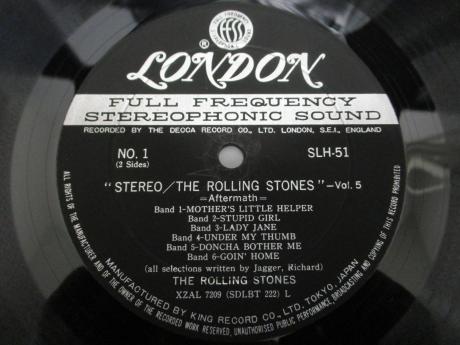 FULL FREQUENCY
ffss
®
LONDON
FULL FREQUENCY
STEREOPHONIC SOUND
RECORDED BY THE DECCA RECORD CO., LTD. LONDON, S.E.I., ENGLAND
NO. 1
(2 Sides)
SLH-51
"STEREO/THE ROLLING STONES"—Vol. 5
=Aftermath=
Band 1-MOTHER'S LITTLE HELPER
Band 2-STUPID GIRL
Band 3-LADY JANE
Band 4-UNDER MY THUMB
Band 5-DONCHA BOTHER ME
Band 6-GOIN' HOME
(all selections written by Jagger, Richard)
THE ROLLING STONES
XZAL 7209 (SDLBT 222) L
MANUFACTURED BY KING RECORD CO., LTD. TOKYO, JAPAN
ALL RIGHTS OF THE MANUFACTURER AND OF THE OWNER OF THE RECORDED WORK RESERVED, UNAUTHORISED PUBLIC PERFORMANCE, BROADCASTING AND COPYING OF THIS RECORD PROHIBITED